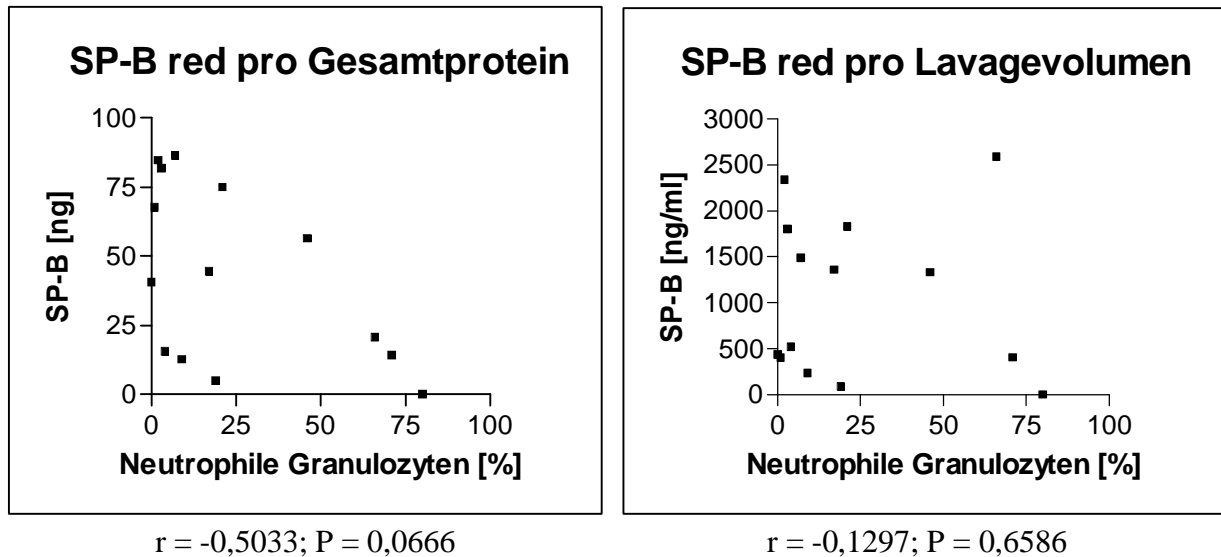 SP-B red pro Gesamtprotein
100
75
50
25
0
SP-B [ng]
0 25 50 75 100
Neutrophile Granulozyten [%]
r = -0,5033; P = 0,0666
SP-B red pro Lavagevolumen
3000
2500
2000
1500
1000
500
0
SP-B [ng/ml]
0 25 50 75 100
Neutrophile Granulozyten [%]
r = -0,1297; P = 0,6586